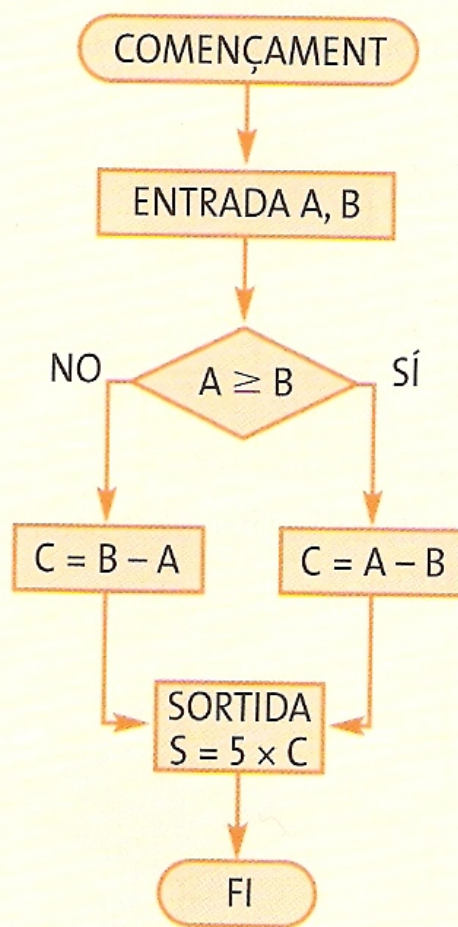 COMENÇAMENT
ENTRADA A, B
A ≥ B
NO
SÍ
C = B – A
C = A – B
SORTIDA
S = 5 × C
FI